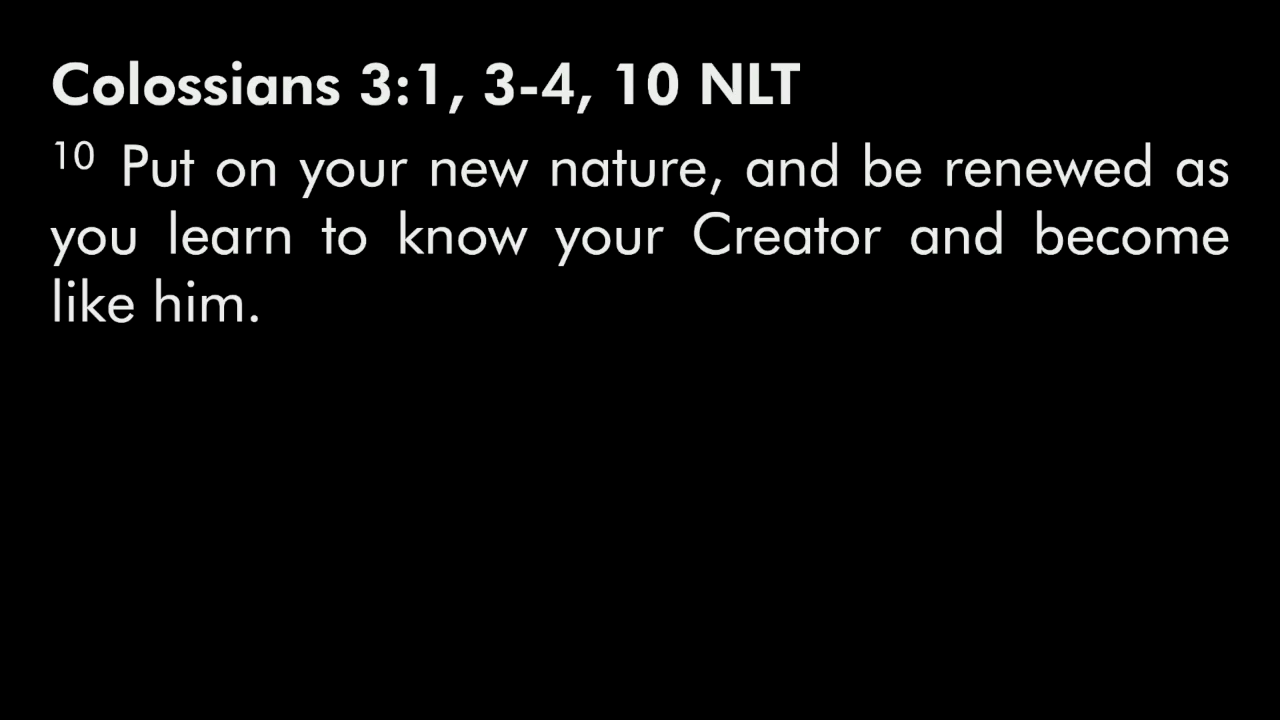 Colossians 3:1, 3-4, 10 NLT
10 Put on your new nature, and be renewed as
you learn to know your Creator and become
like him.